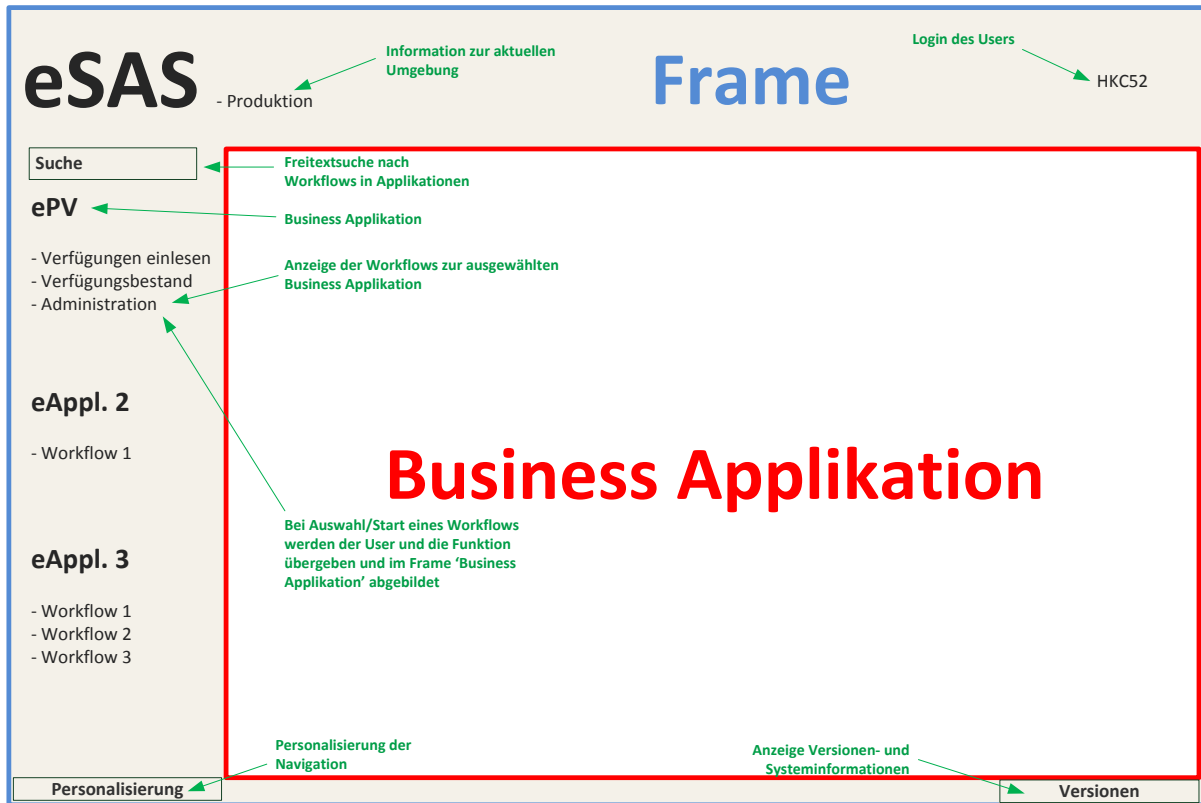 eSAS
- Produktion
Information zur aktuellen
Umgebung
Frame
Login des Users
HKC52
Suche
Freitextsuche nach
Workflows in Applikationen
ePV
Business Applikation
- Verfügungen einlesen
- Verfügungsbestand
- Administration
Anzeige der Workflows zur ausgewählten
Business Applikation
eAppl. 2
- Workflow 1
Business Applikation
Bei Auswahl/Start eines Workflows
werden der User und die Funktion
übergeben und im Frame ‘Business
Applikation’ abgebildet
eAppl. 3
- Workflow 1
- Workflow 2
- Workflow 3
Personalisierung der
Navigation
Anzeige Versionen- und
Systeminformationen
Personalisierung
Versionen